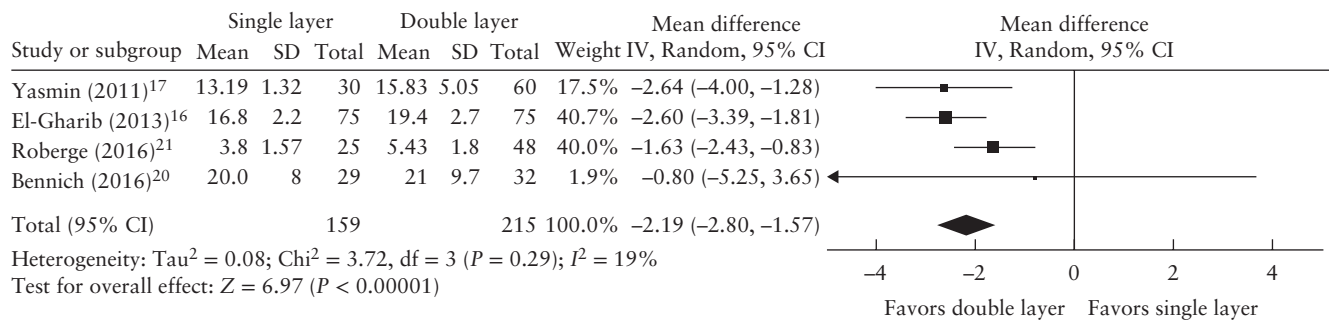 Single layer Double layer Mean difference Mean difference
Study or subgroup Mean SD Total Mean SD Total Weight IV, Random, 95% CI IV, Random, 95% CI
Yasmin (2011)17 13.19 1.32 30 15.83 5.05 60 17.5% –2.64 (–4.00, –1.28)
El-Gharib (2013)16 16.8 2.2 75 19.4 2.7 75 40.7% –2.60 (–3.39, –1.81)
Roberge (2016)21 3.8 1.57 25 5.43 1.8 48 40.0% –1.63 (–2.43, –0.83)
Bennich (2016)20 20.0 8 29 21 9.7 32 1.9% –0.80 (–5.25, 3.65)
Total (95% CI) 159 215 100.0% –2.19 (–2.80, –1.57)
Heterogeneity: Tau2 = 0.08; Chi2 = 3.72, df = 3 (P = 0.29); I2 = 19%
Test for overall effect: Z = 6.97 (P < 0.00001)
–4 –2 0 2 4
Favors double layer Favors single layer